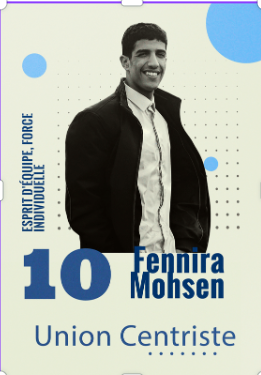 ESPRIT D'ÉQUIPE, FORCE
INDIVIDUELLE
10
Fennira
Mohsen
Union Centriste